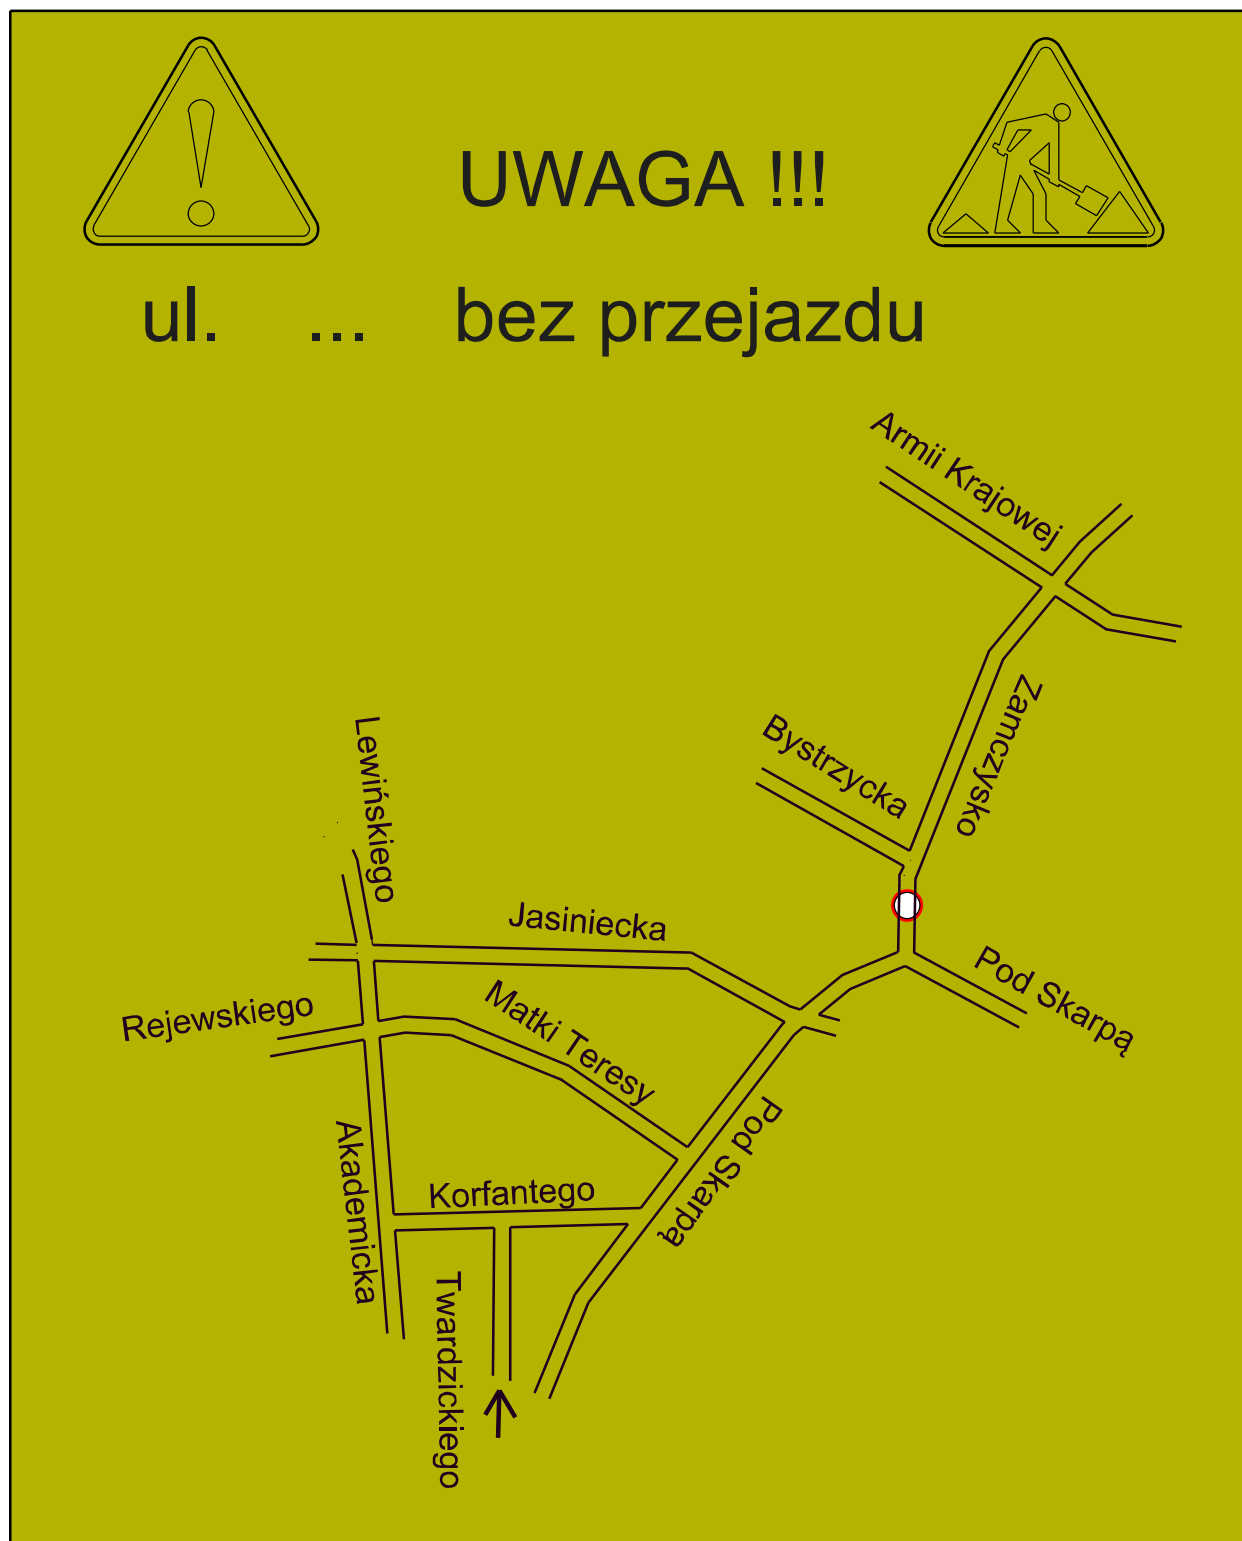 UWAGA !!!
ul. ... bez przejazdu
Armii Krajowej
Zamczysko
Bystrzycka
Lewińskiego
Jasiniecka
Pod Skarpą
Rejewskiego
Matki Teresy
Pod Skarpą
Akademicka
Korfantego
Twardzickiego